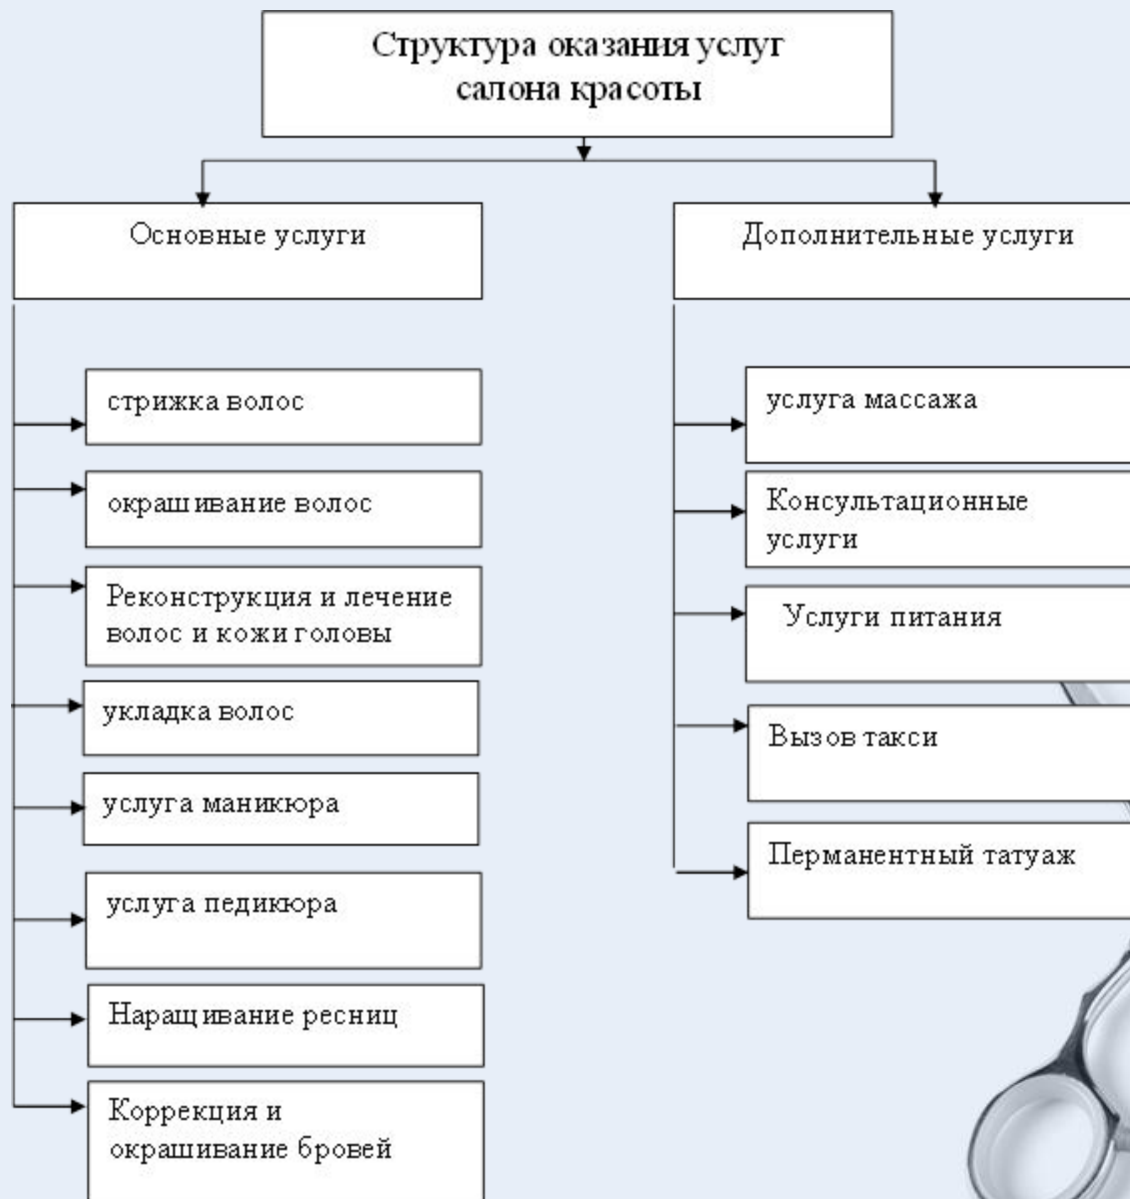 Структура оказания услуг
салона красоты
Основные услуги
стрижка волос
окрашивание волос
Реконструкция и лечение
волос и кожи головы
укладка волос
услуга маникюра
услуга педикюра
Наращивание ресниц
Коррекция и
окрашивание бровей
Дополнительные услуги
услуга массажа
Консультационные
услуги
Услуги питания
Вызов такси
Перманентный татуаж